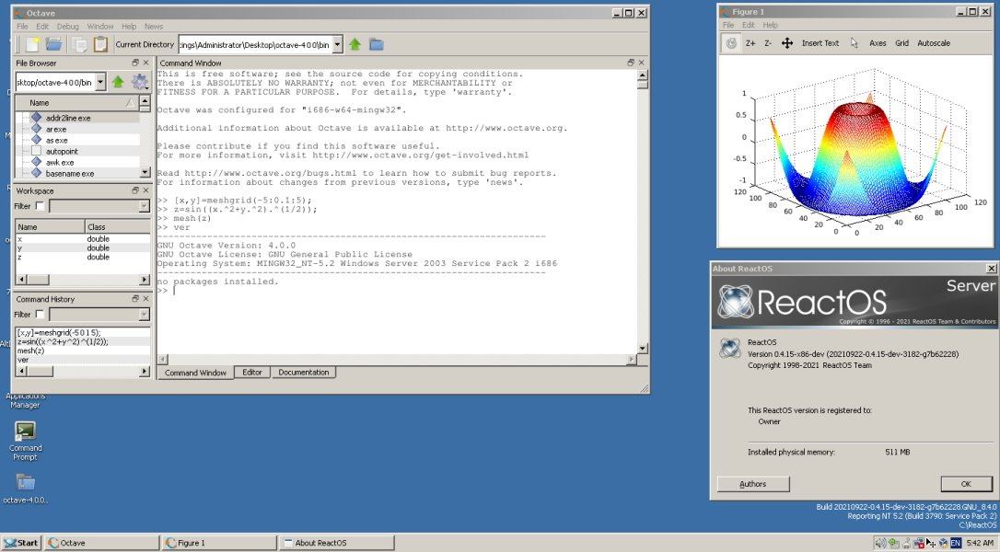 Octave
File Edit Debug Window Help News
Current Directory :ings\Administrator\Desktop\octave-4.0.0\bin
File Browser
sktop/octave-4.0.0/bin
Name
addr2line.exe
ar.exe
as.exe
autopoint
awk.exe
basename.exe
Workspace
Filter
Name Class
x double
y double
z double
Command History
Filter
[x,y]=meshgrid(-5:0.1:5);
z=sin((x.^2+y.^2).^(1/2));
mesh(z)
ver
Command Window
This is free software; see the source code for copying conditions.
There is ABSOLUTELY NO WARRANTY; not even for MERCHANTABILITY or
FITNESS FOR A PARTICULAR PURPOSE.  For details, type 'warranty'.
Octave was configured for "i686-w64-mingw32".
Additional information about Octave is available at http://www.octave.org.
Please contribute if you find this software useful.
For more information, visit http://www.octave.org/get-involved.html
Read http://www.octave.org/bugs.html to learn how to submit bug reports.
For information about changes from previous versions, type 'news'.
>> [x,y]=meshgrid(-5:0.1:5);
>> z=sin((x.^2+y.^2).^(1/2));
>> mesh(z)
>> ver
----------------------------------------------------------------------
GNU Octave Version: 4.0.0
GNU Octave License: GNU General Public License
Operating System: MINGW32_NT-5.2 Windows Server 2003 Service Pack 2 i686
----------------------------------------------------------------------
no packages installed.
>>
Command Window Editor Documentation
Figure 1
File Edit Help
Z+ Z- Insert Text Axes Grid Autoscale
1
0.5
0
-0.5
-1
120
100
80
60
40
20
0
0
20
40
60
80
100
120
About ReactOS
Server
ReactOS
Copyright © 1996 - 2021 ReactOS Team & Contributors
ReactOS
Version 0.4.15-x86-dev (20210922-0.4.15-dev-3182-g7b62228)
Copyright 1998-2021 ReactOS Team
This ReactOS version is registered to:
Owner
Installed physical memory: 511 MB
Authors OK
Applications
Manager
Command
Prompt
octave-4.0.0...
Build 20210922-0.4.15-dev-3182-g7b62228.GNU_8.4.0
Reporting NT 5.2 (Build 3790: Service Pack 2)
C:\ReactOS
Start Octave Figure 1 About ReactOS EN 5:42 AM